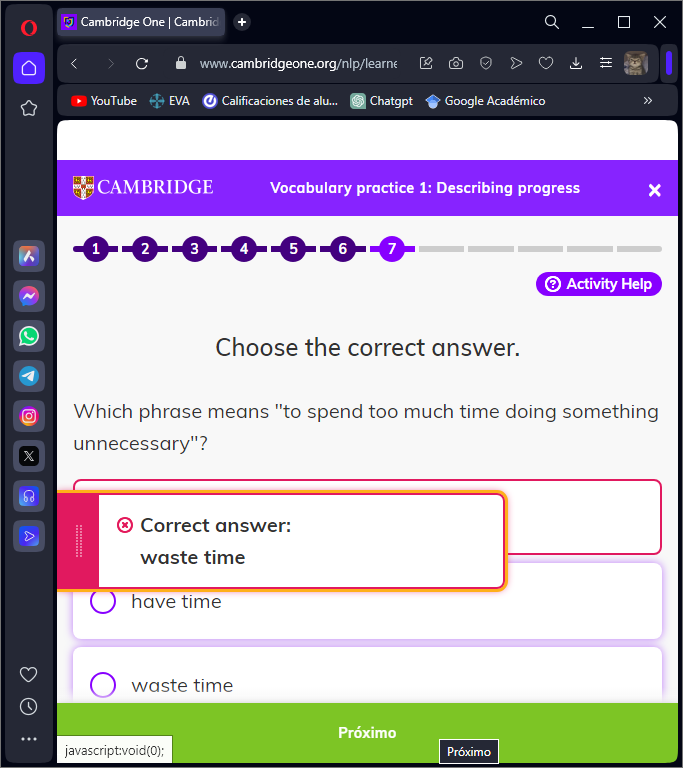 Cambridge One | Cambrid
www.cambridgeone.org/nlp/learne
YouTube
EVA
Calificaciones de alu...
Chatgpt
Google Académico
»
CAMBRIDGE
Vocabulary practice 1: Describing progress
1 2 3 4 5 6 7
Activity Help
Choose the correct answer.
Which phrase means "to spend too much time doing something
unnecessary"?
Correct answer:
waste time
have time
waste time
Próximo
javascript:void(0);
Próximo